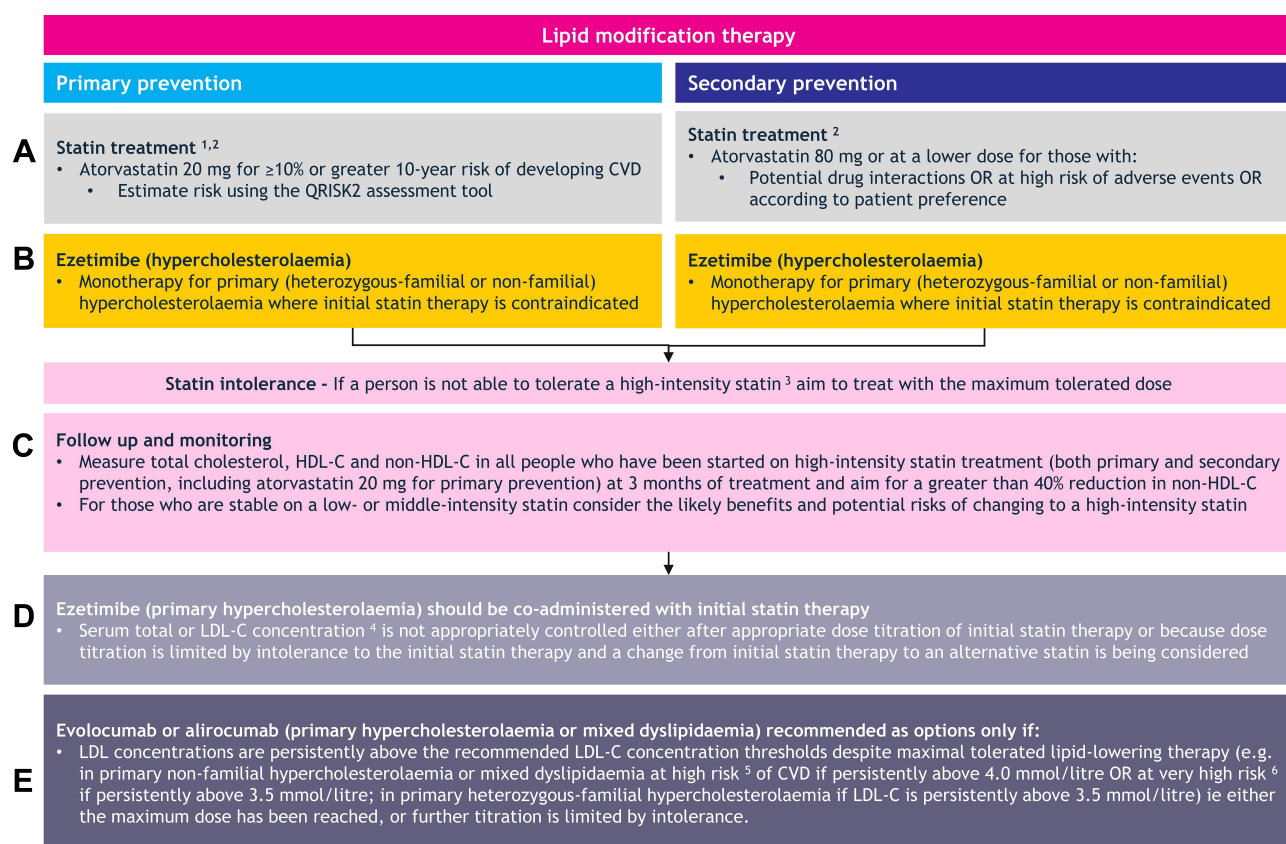 Lipid modification therapy
Primary prevention
Secondary prevention
A
Statin treatment 1,2
• Atorvastatin 20 mg for ≥10% or greater 10-year risk of developing CVD
• Estimate risk using the QRISK2 assessment tool
Statin treatment 2
• Atorvastatin 80 mg or at a lower dose for those with:
• Potential drug interactions OR at high risk of adverse events OR
according to patient preference
B
Ezetimibe (hypercholesterolaemia)
• Monotherapy for primary (heterozygous-familial or non-familial)
hypercholesterolaemia where initial statin therapy is contraindicated
Ezetimibe (hypercholesterolaemia)
• Monotherapy for primary (heterozygous-familial or non-familial)
hypercholesterolaemia where initial statin therapy is contraindicated
Statin intolerance - If a person is not able to tolerate a high-intensity statin 3 aim to treat with the maximum tolerated dose
C
Follow up and monitoring
• Measure total cholesterol, HDL-C and non-HDL-C in all people who have been started on high-intensity statin treatment (both primary and secondary
prevention, including atorvastatin 20 mg for primary prevention) at 3 months of treatment and aim for a greater than 40% reduction in non-HDL-C
• For those who are stable on a low- or middle-intensity statin consider the likely benefits and potential risks of changing to a high-intensity statin
D
Ezetimibe (primary hypercholesterolaemia) should be co-administered with initial statin therapy
• Serum total or LDL-C concentration 4 is not appropriately controlled either after appropriate dose titration of initial statin therapy or because dose
titration is limited by intolerance to the initial statin therapy and a change from initial statin therapy to an alternative statin is being considered
E
Evolocumab or alirocumab (primary hypercholesterolaemia or mixed dyslipidaemia) recommended as options only if:
• LDL concentrations are persistently above the recommended LDL-C concentration thresholds despite maximal tolerated lipid-lowering therapy (e.g.
in primary non-familial hypercholesterolaemia or mixed dyslipidaemia at high risk 5 of CVD if persistently above 4.0 mmol/litre OR at very high risk 6
if persistently above 3.5 mmol/litre; in primary heterozygous-familial hypercholesterolaemia if LDL-C is persistently above 3.5 mmol/litre) ie either
the maximum dose has been reached, or further titration is limited by intolerance.